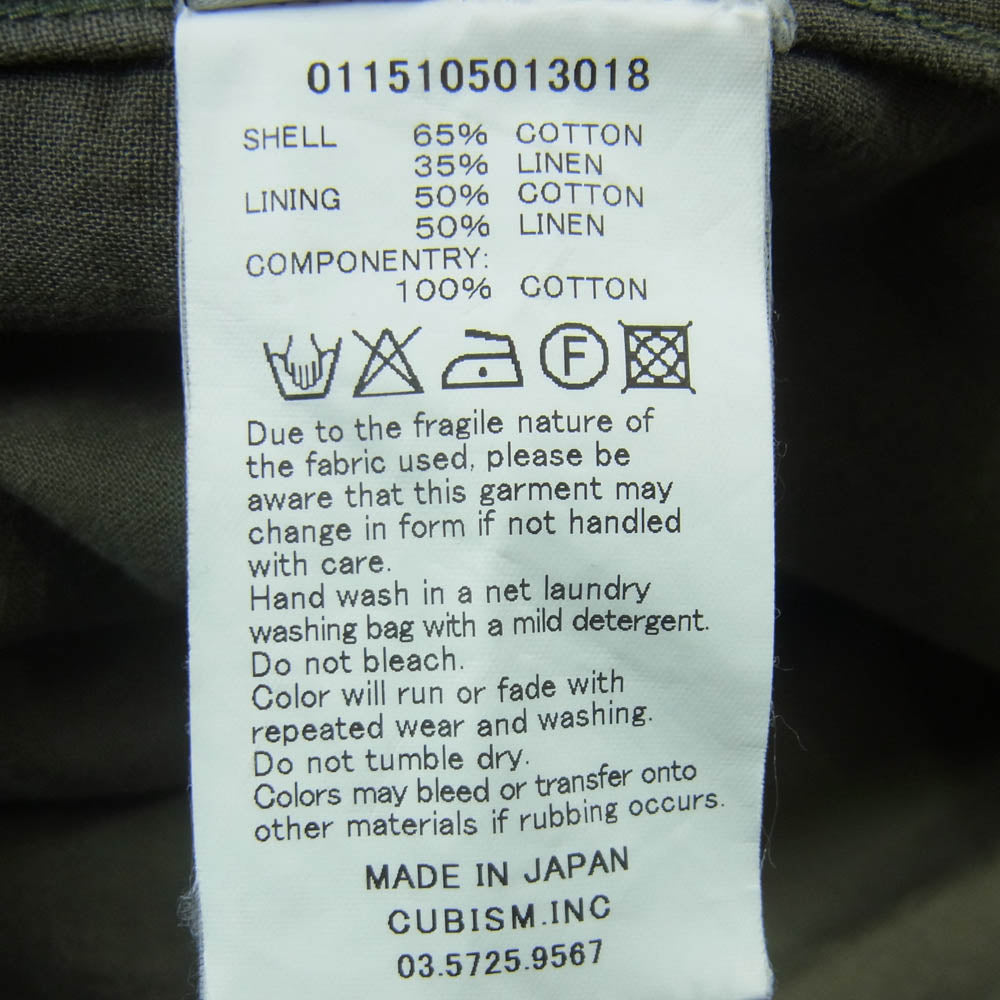 0115105013018
SHELL 65% COTTON
35% LINEN
LINING 50% COTTON
50% LINEN
COMPONENTRY:
100% COTTON
F
Due to the fragile nature of
the fabric used, please be
aware that this garment may
change in form if not handled
with care.
Hand wash in a net laundry
washing bag with a mild detergent.
Do not bleach.
Color will run or fade with
repeated wear and washing.
Do not tumble dry.
Colors may bleed or transfer onto
other materials if rubbing occurs.
MADE IN JAPAN
CUBISM.INC
03.5725.9567